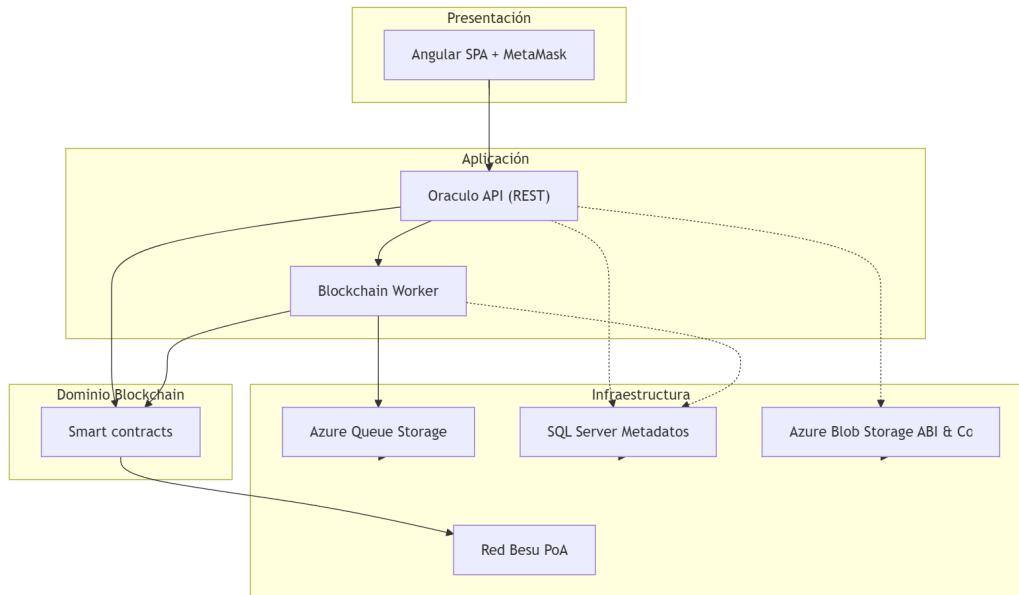 Presentación
Angular SPA + MetaMask
Aplicación
Oraculo API (REST)
Blockchain Worker
Dominio Blockchain
Smart contracts
Infraestructura
Azure Queue Storage
SQL Server Metadatos
Azure Blob Storage ABI & Co
Red Besu PoA